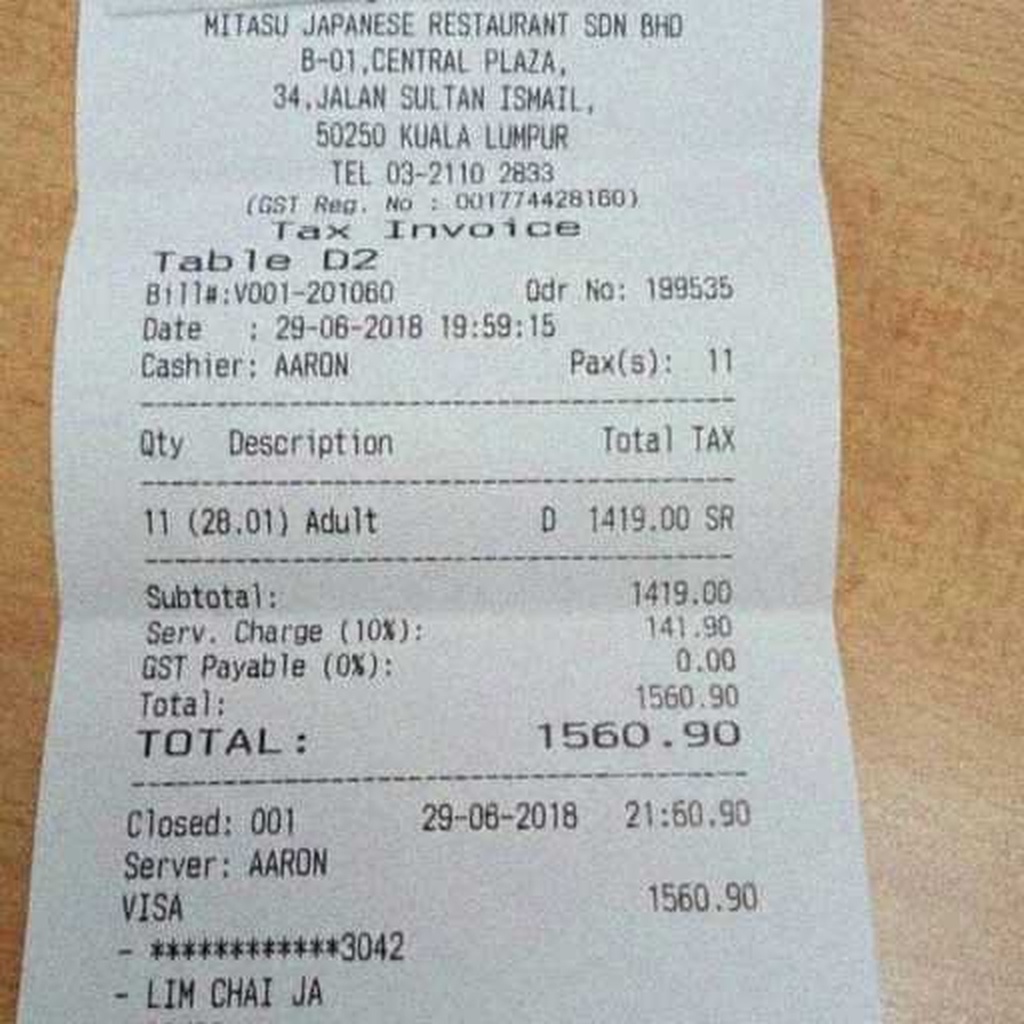 MITASU JAPANESE RESTAURANT SDN BHD
B-01,CENTRAL PLAZA,
34,JALAN SULTAN ISMAIL,
50250 KUALA LUMPUR
TEL 03-2110 2833
(GST Reg. No : 001774428160)
Tax Invoice
Table D2
Bill#:V001-201060 Odr No: 199535
Date : 29-06-2018 19:59:15
Cashier: AARON Pax(s): 11
Qty Description Total TAX
11 (28.01) Adult D 1419.00 SR
Subtotal: 1419.00
Serv. Charge (10%): 141.90
GST Payable (0%): 0.00
Total: 1560.90
TOTAL: 1560.90
Closed: 001 29-06-2018 21:60.90
Server: AARON
VISA 1560.90
- ************3042
- LIM CHAI JA